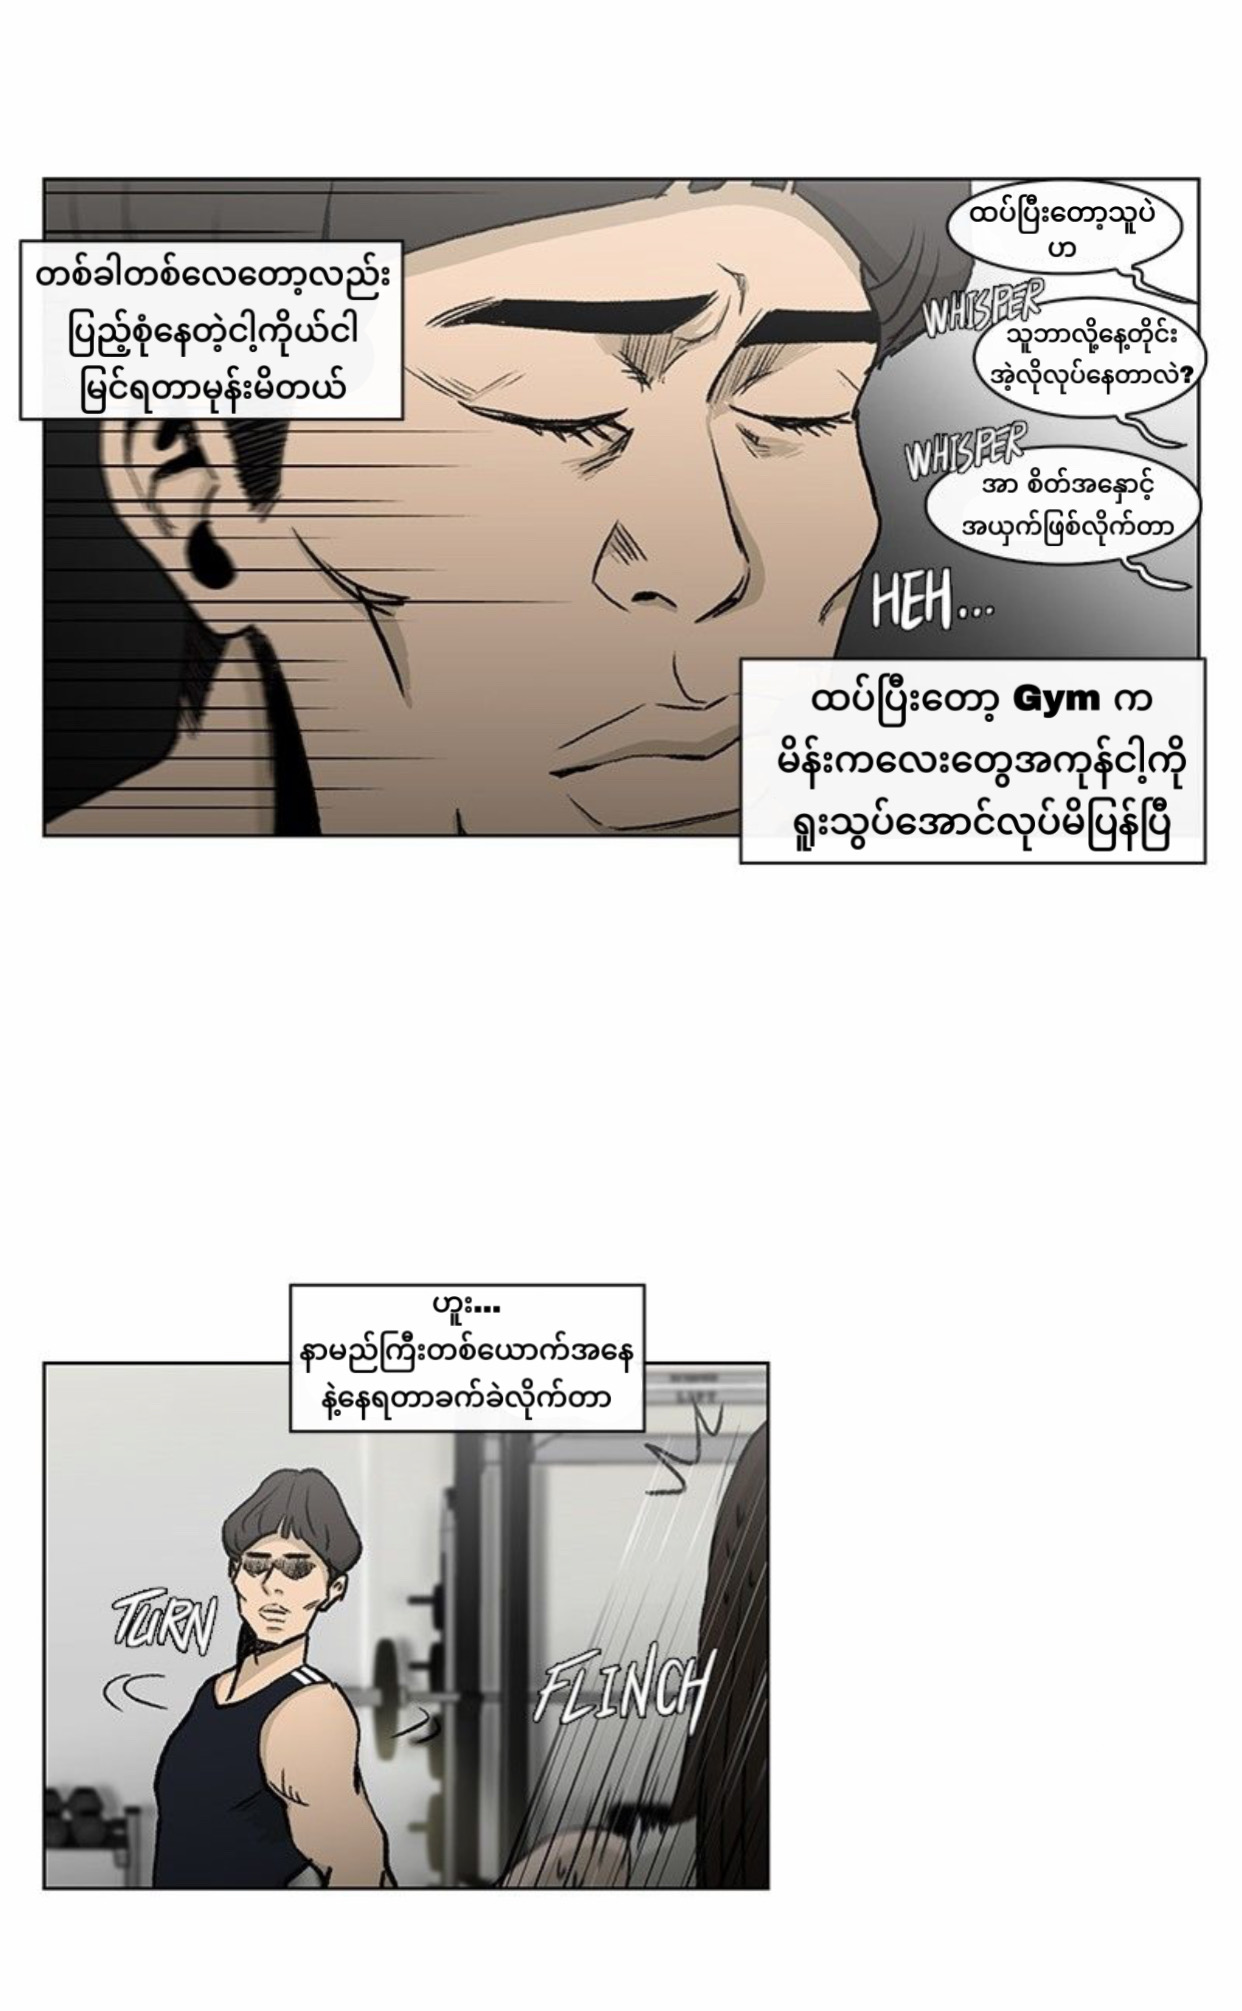 တစ်ခါတစ်လေတော့လည်း
ပြည့်စုံနေတဲ့ငါ့ကိုယ်ငါ
မြင်ရတာမုန်းမိတယ်
ထပ်ပြီးတော့သူပဲ
ဟ
WHISPER
သူဘာလို့နေ့တိုင်း
အဲ့လိုလုပ်နေတာလဲ?
WHISPER
အာ စိတ်အနှောင့်
အယှက်ဖြစ်လိုက်တာ
HEH...
ထပ်ပြီးတော့ Gym က
မိန်းကလေးတွေအကုန်ငါ့ကို
ရူးသွပ်အောင်လုပ်မိပြန်ပြီ
ဟူး...
နာမည်ကြီးတစ်ယောက်အနေ
နဲ့နေရတာခက်ခဲလိုက်တာ
TURN
FLINCH